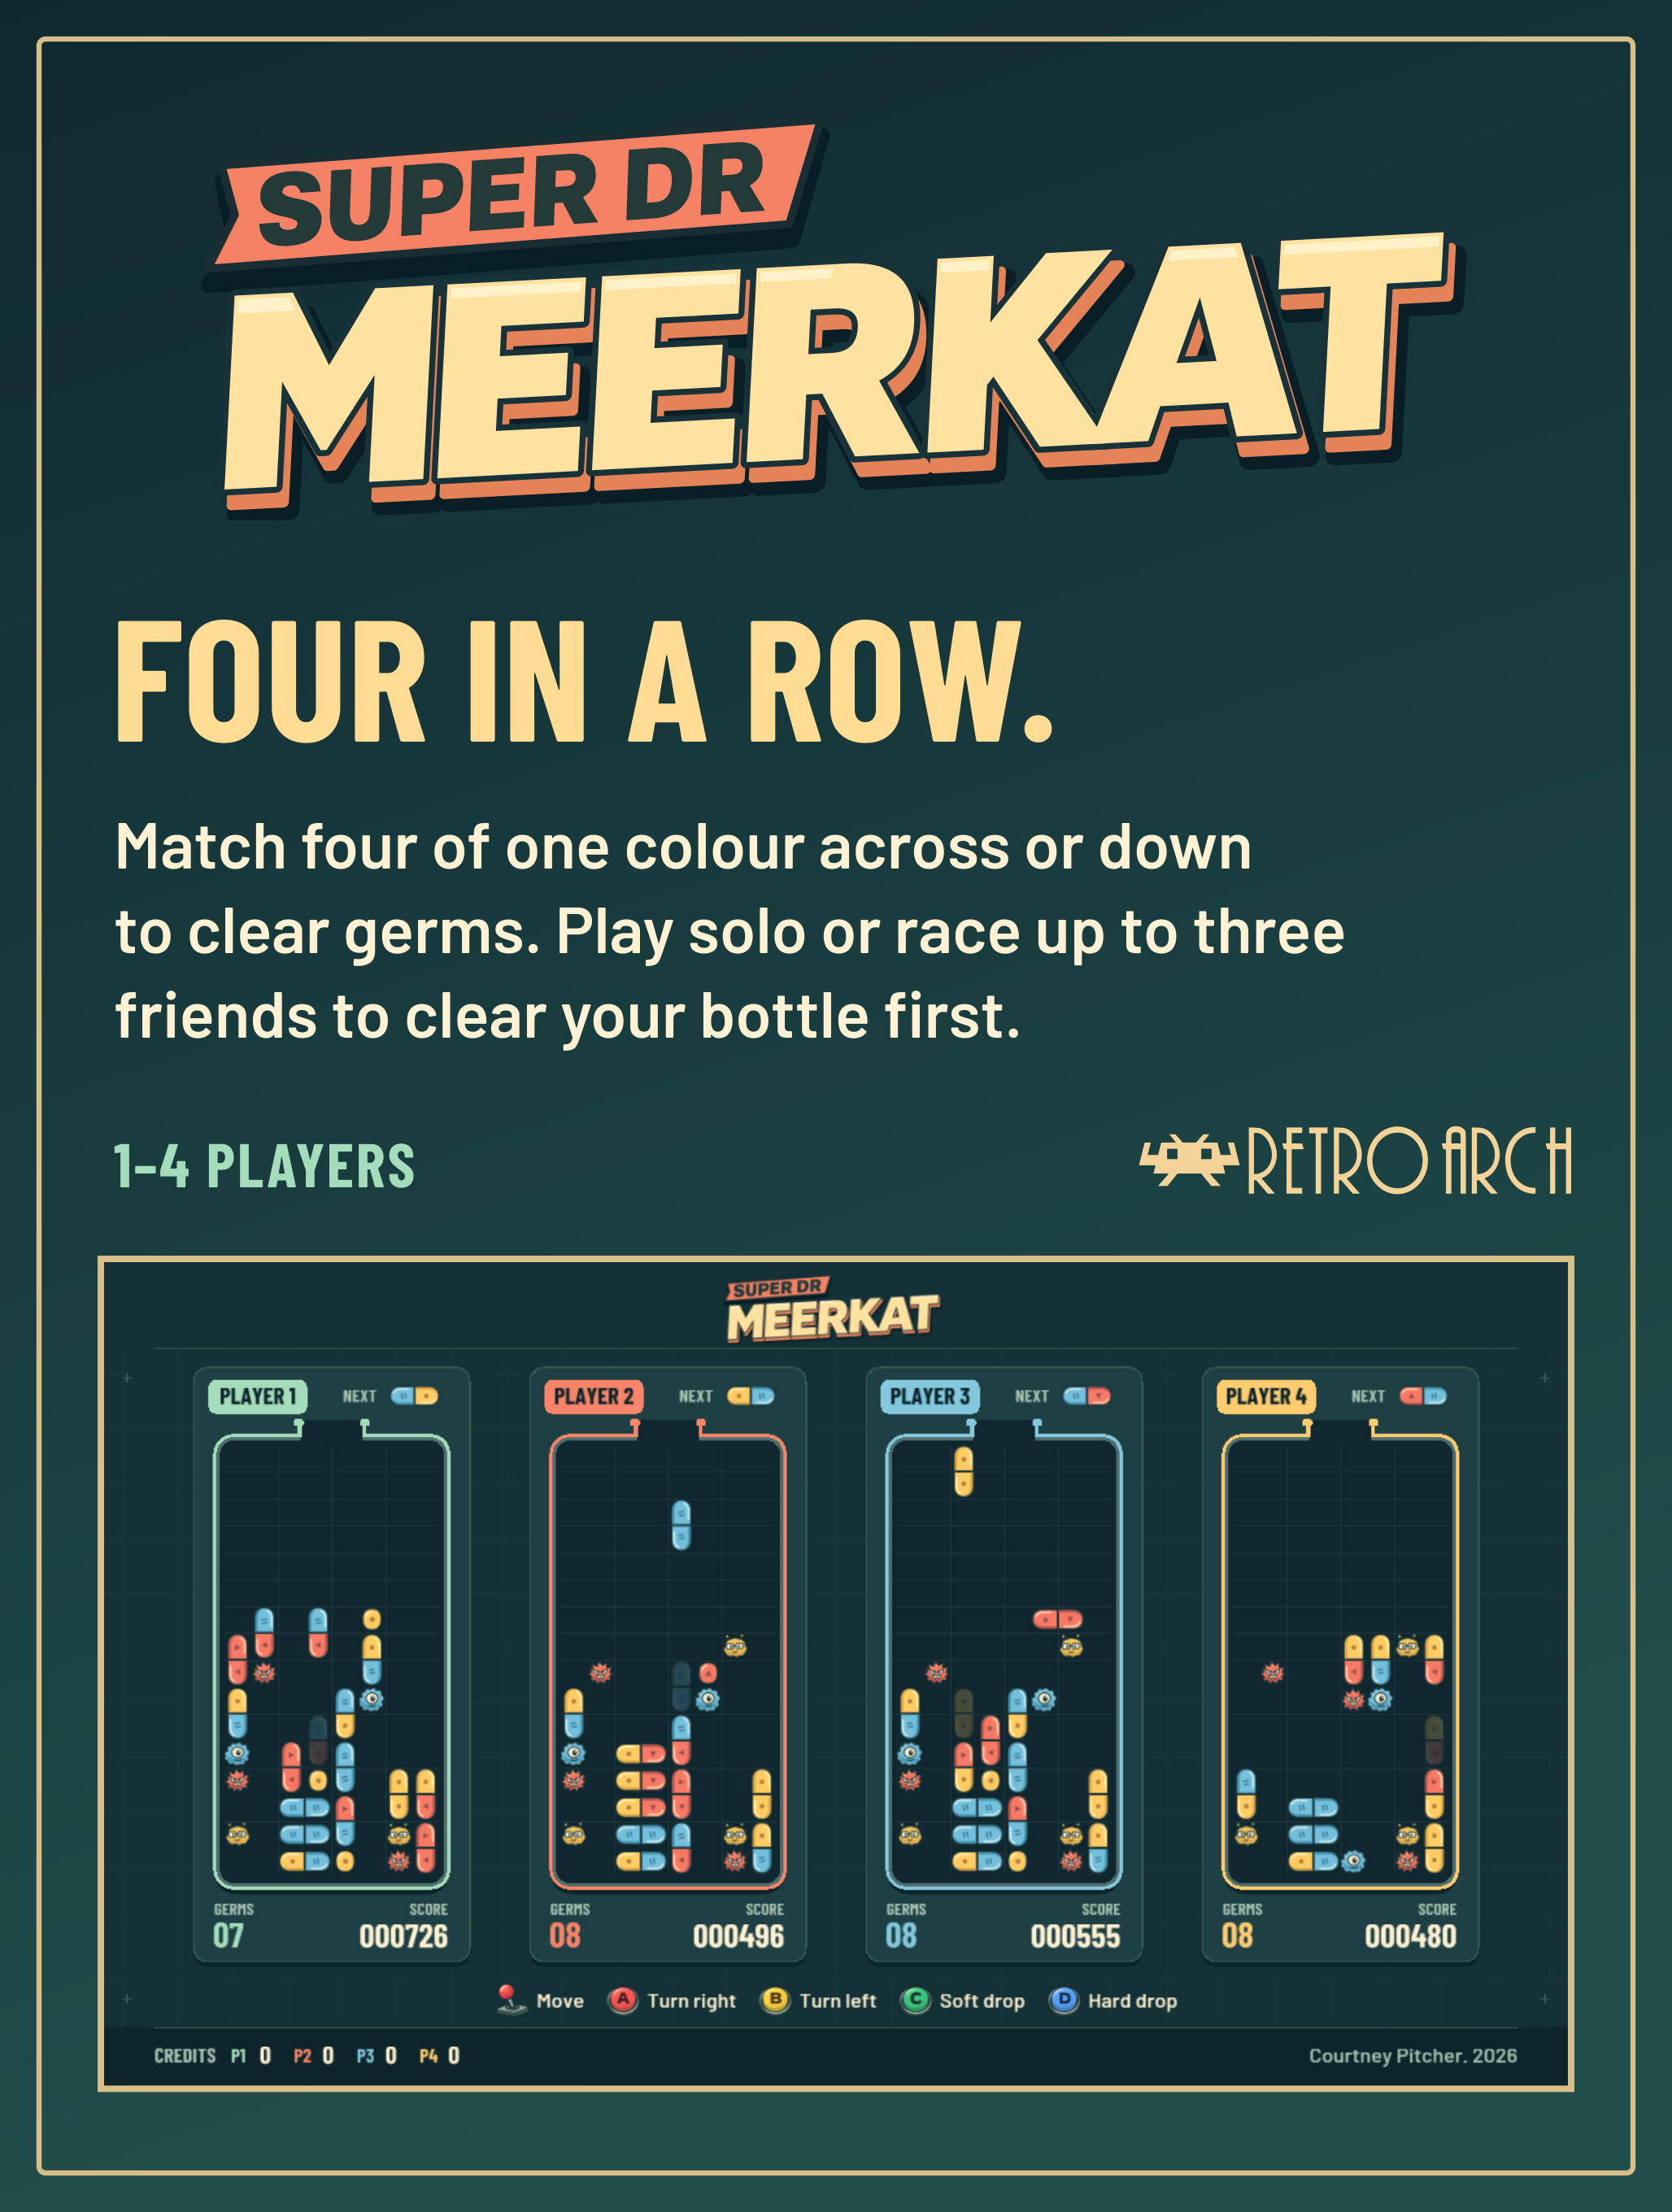 SUPER DR
MEERKAT
FOUR IN A ROW.
Match four of one colour across or down
to clear germs. Play solo or race up to three
friends to clear your bottle first.
1–4 PLAYERS
RETROARCH
SUPER DR
MEERKAT
PLAYER 1 NEXT
PLAYER 2 NEXT
PLAYER 3 NEXT
PLAYER 4 NEXT
GERMS SCORE
07 000726
GERMS SCORE
08 000496
GERMS SCORE
08 000555
GERMS SCORE
08 000480
Move A Turn right B Turn left C Soft drop D Hard drop
CREDITS P1 0 P2 0 P3 0 P4 0
Courtney Pitcher. 2026